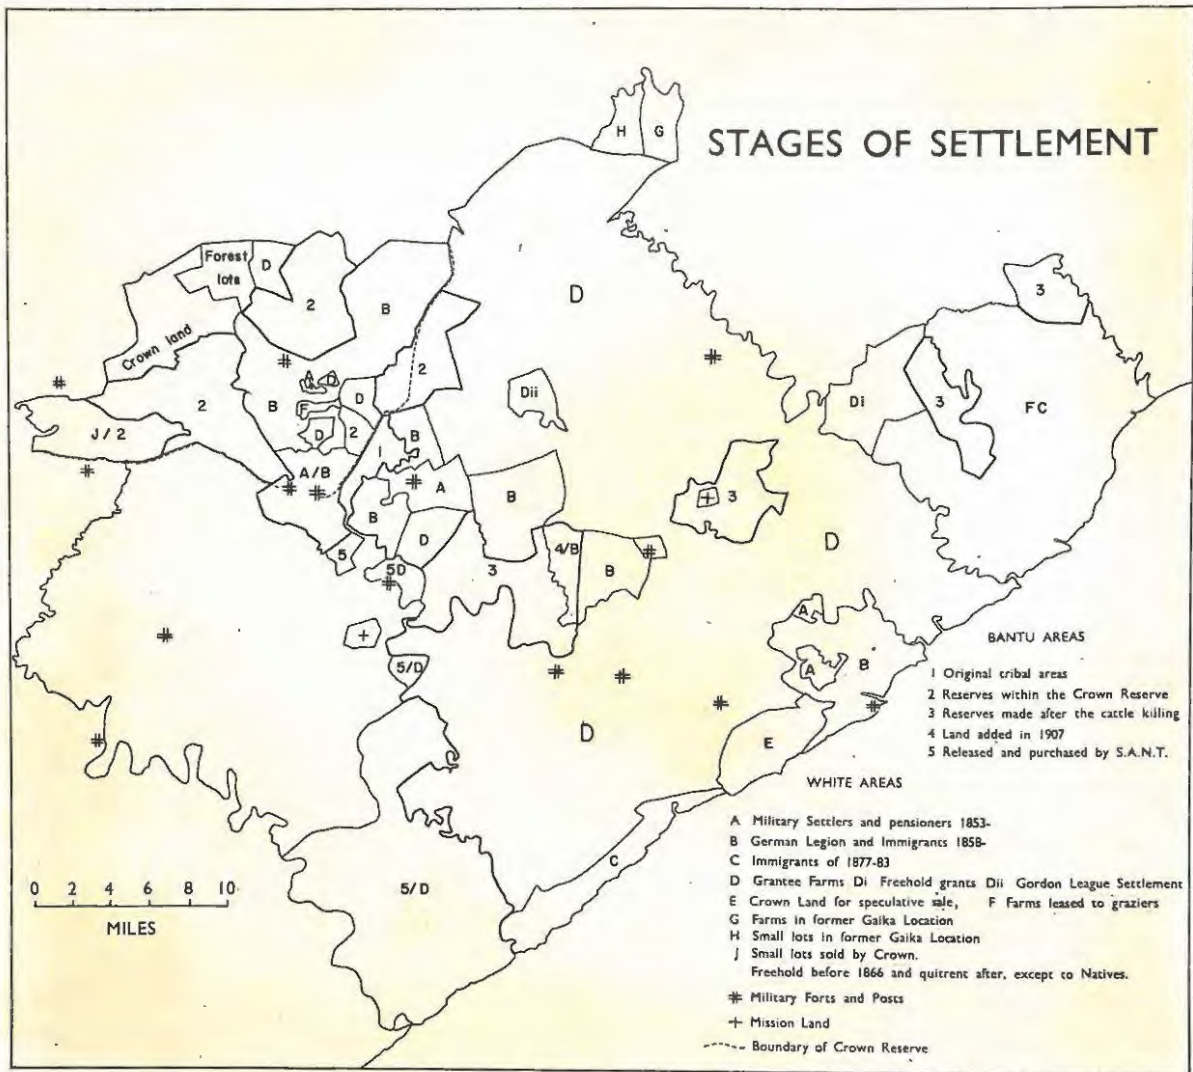 STAGES OF SETTLEMENT
H
G
Forest
lots
D
2
B
D
3
Crown land
2
A
D
Dii
2
B
D
F
Di
3
FC
J/2
D
2
1
B
A/B
A
B
3
B
D
D
5
5D
3
4/B
B
A
A
B
5/D
D
E
C
5/D
BANTU AREAS
1 Original tribal areas
2 Reserves within the Crown Reserve
3 Reserves made after the cattle killing
4 Land added in 1907
5 Released and purchased by S.A.N.T.
WHITE AREAS
A Military Settlers and pensioners 1853-
B German Legion and Immigrants 1858-
C Immigrants of 1877-83
D Grantee Farms Di Freehold grants Dii Gordon League Settlement
E Crown Land for speculative sale, F Farms leased to graziers
G Farms in former Gaika Location
H Small lots in former Gaika Location
J Small lots sold by Crown.
Freehold before 1866 and quitrent after, except to Natives.
Military Forts and Posts
Mission Land
Boundary of Crown Reserve
0 2 4 6 8 10
MILES